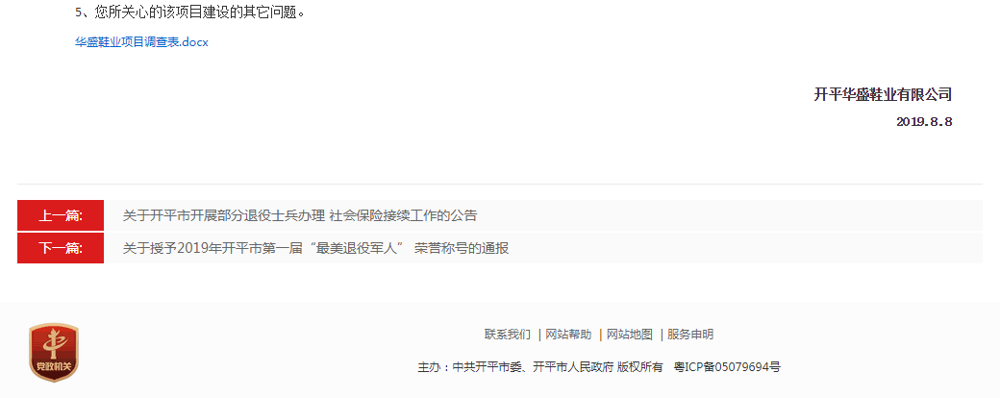 5、您所关心的该项目建设的其它问题。
华盛鞋业项目调查表.docx
开平华盛鞋业有限公司
2019.8.8
上一篇: 关于开平市开展部分退役士兵办理 社会保险接续工作的公告
下一篇: 关于授予2019年开平市第一届“最美退役军人” 荣誉称号的通报
联系我们 | 网站帮助 | 网站地图 | 服务申明
党政机关
主办：中共开平市委、开平市人民政府 版权所有 粤ICP备05079694号